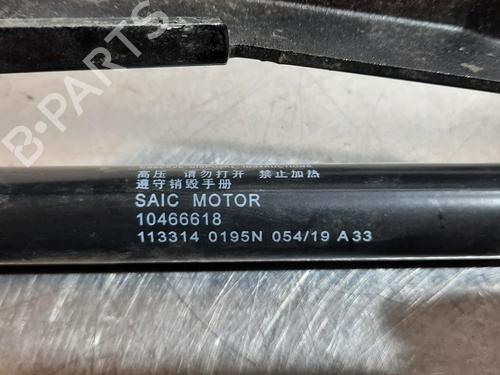 高压 请勿打开 禁止加热
遵守销毁手册
SAIC MOTOR
10466618
113314 0195N 054/19 A33
B-PARTS